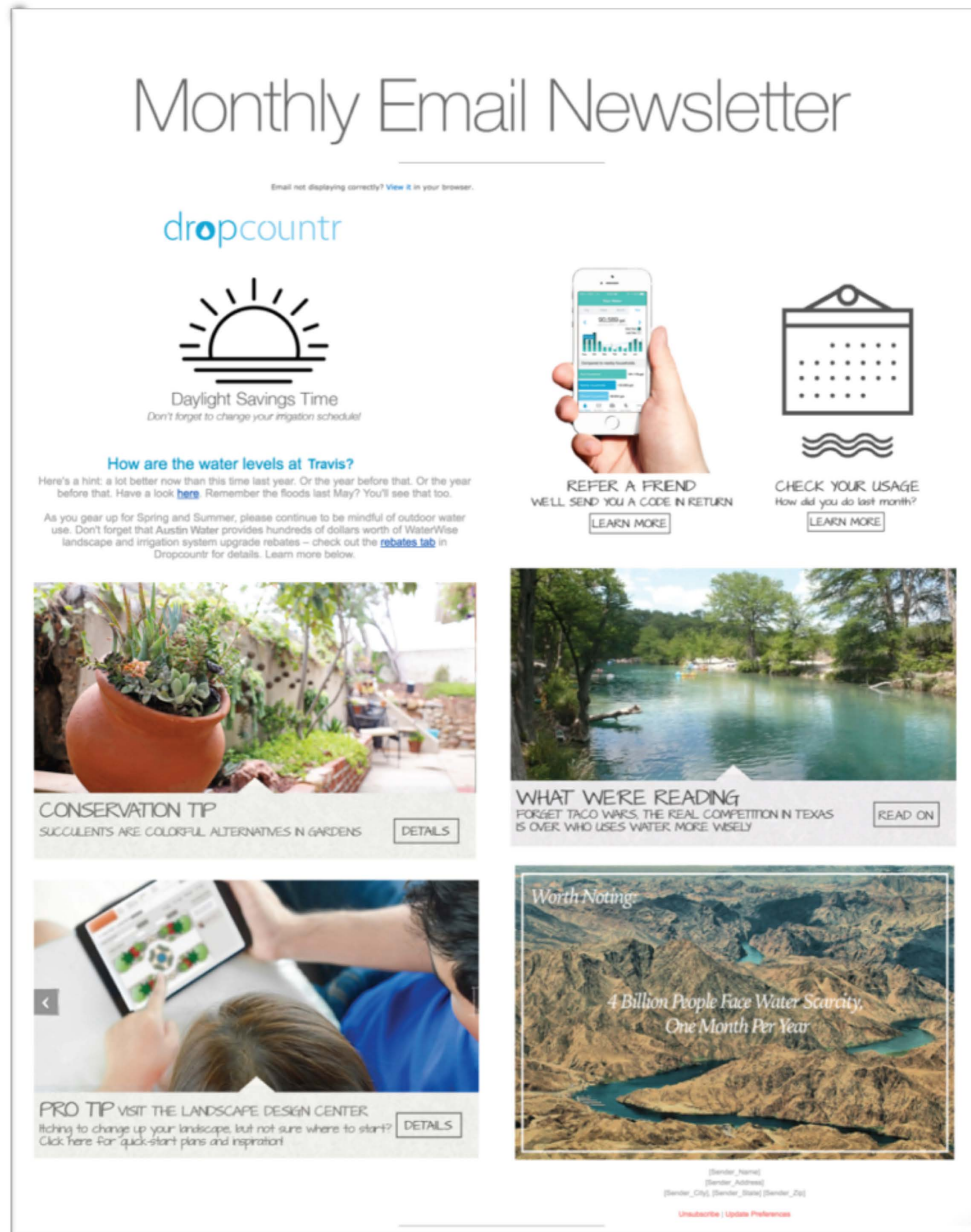 Monthly Email Newsletter
Email not displaying correctly? View it in your browser.
dropcountr
Daylight Savings Time
Don't forget to change your irrigation schedule!
How are the water levels at Travis?
Here's a hint: a lot better now than this time last year. Or the year before that. Or the year
before that. Have a look here. Remember the floods last May? You'll see that too.
As you gear up for Spring and Summer, please continue to be mindful of outdoor water
use. Don't forget that Austin Water provides hundreds of dollars worth of WaterWise
landscape and irrigation system upgrade rebates – check out the rebates tab in
Dropcountr for details. Learn more below.
REFER A FRIEND
WE'LL SEND YOU A CODE IN RETURN
LEARN MORE
CHECK YOUR USAGE
How did you do last month?
LEARN MORE
CONSERVATION TIP
SUCCULENTS ARE COLORFUL ALTERNATIVES IN GARDENS
DETAILS
WHAT WE'RE READING
FORGET TACO WARS, THE REAL COMPETITION IN TEXAS
IS OVER WHO USES WATER MORE WISELY
READ ON
PRO TIP VISIT THE LANDSCAPE DESIGN CENTER
Itching to change up your landscape, but not sure where to start?
Click here for quick-start plans and inspiration!
DETAILS
Worth Noting:
4 Billion People Face Water Scarcity,
One Month Per Year
[Sender_Name]
[Sender_Address]
[Sender_City], [Sender_State] [Sender_Zip]
Unsubscribe | Update Preferences